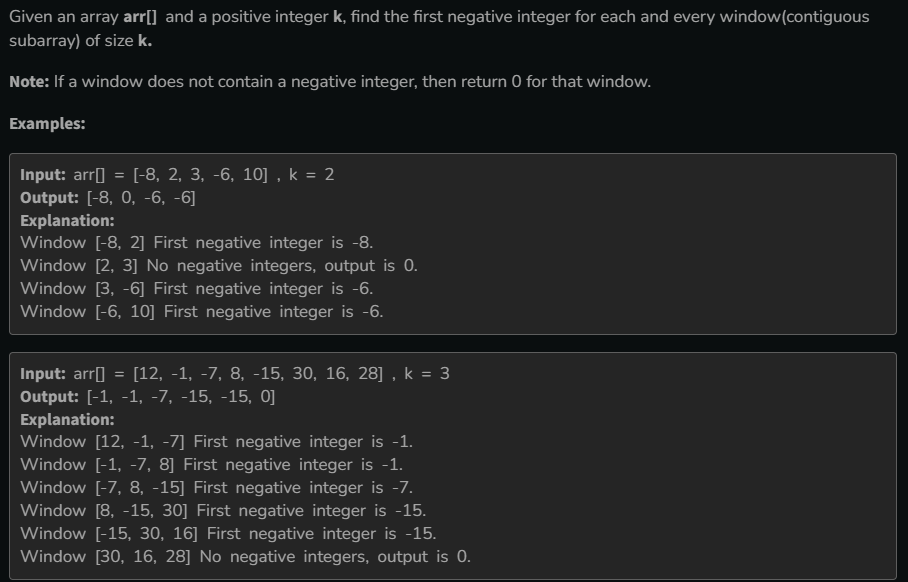 Given an array arr[] and a positive integer k, find the first negative integer for each and every window(contiguous
subarray) of size k.
Note: If a window does not contain a negative integer, then return 0 for that window.
Examples:
Input: arr[] = [-8, 2, 3, -6, 10] , k = 2
Output: [-8, 0, -6, -6]
Explanation:
Window [-8, 2] First negative integer is -8.
Window [2, 3] No negative integers, output is 0.
Window [3, -6] First negative integer is -6.
Window [-6, 10] First negative integer is -6.
Input: arr[] = [12, -1, -7, 8, -15, 30, 16, 28] , k = 3
Output: [-1, -1, -7, -15, -15, 0]
Explanation:
Window [12, -1, -7] First negative integer is -1.
Window [-1, -7, 8] First negative integer is -1.
Window [-7, 8, -15] First negative integer is -7.
Window [8, -15, 30] First negative integer is -15.
Window [-15, 30, 16] First negative integer is -15.
Window [30, 16, 28] No negative integers, output is 0.